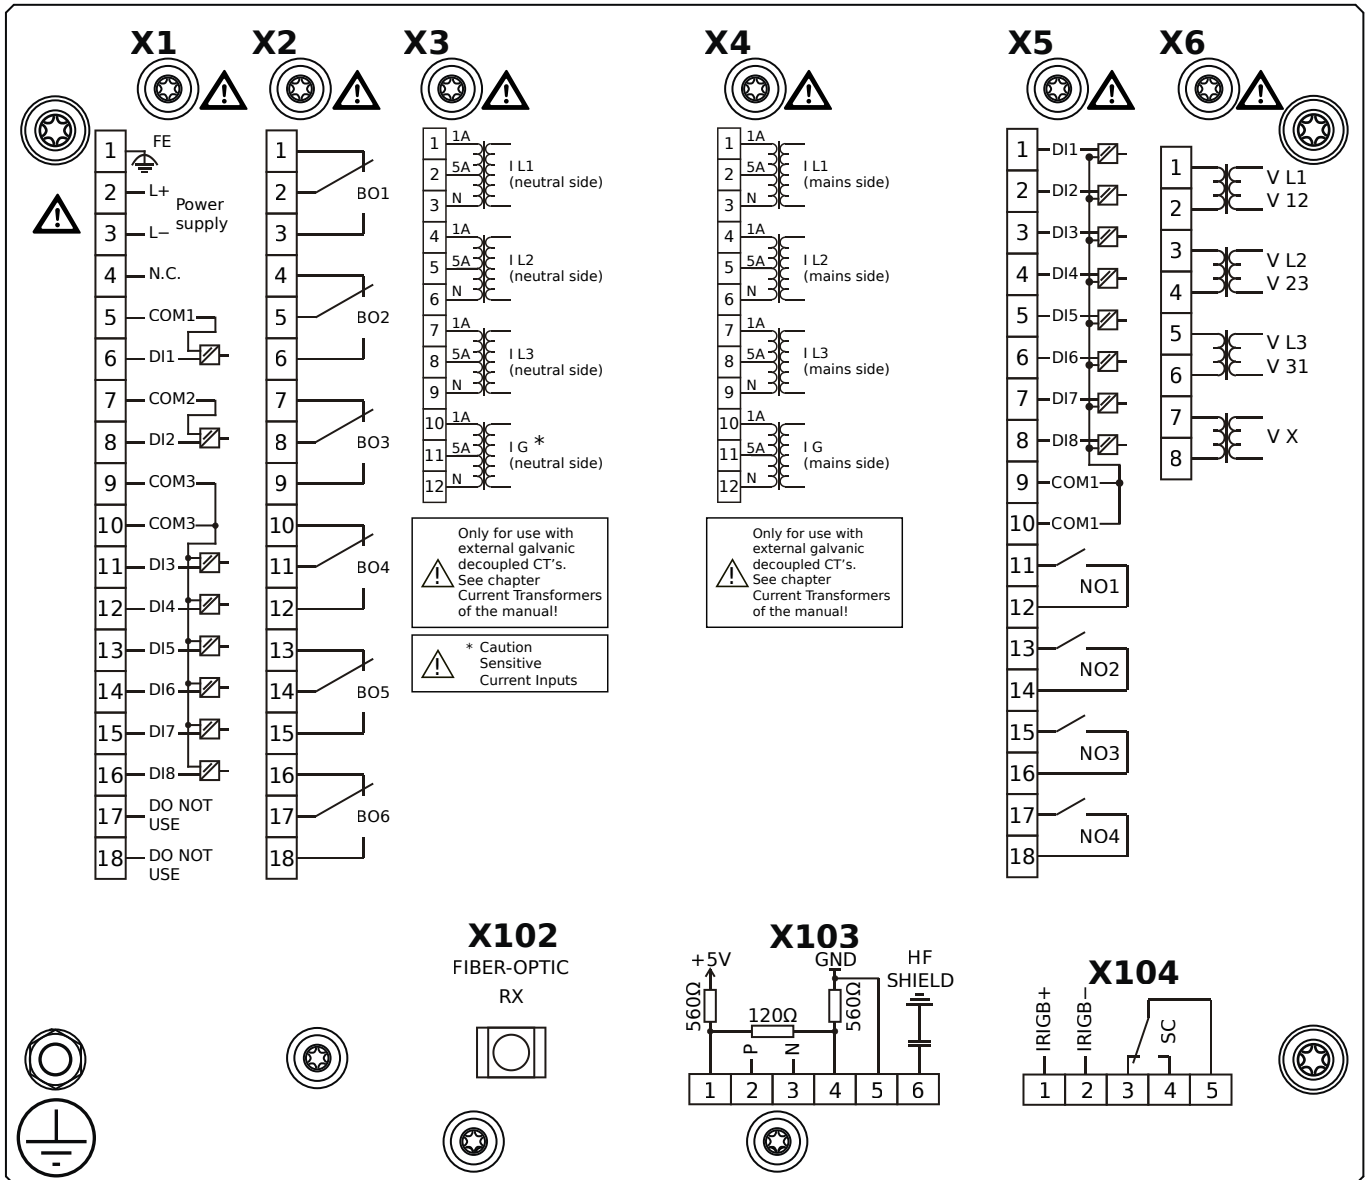 X1
X2
X3
X4
X5
X6
1
FE
2
L+
Power
supply
3
L−
4
N.C.
5
COM1
6
DI1
7
COM2
8
DI2
9
COM3
10
COM3
11
DI3
12
DI4
13
DI5
14
DI6
15
DI7
16
DI8
17
DO NOT
USE
18
DO NOT
USE
1
2
BO1
3
4
5
BO2
6
7
8
BO3
9
10
11
BO4
12
13
14
BO5
15
16
17
BO6
18
1
1A
2
5A
I L1
(neutral side)
3
N
4
1A
5
5A
I L2
(neutral side)
6
N
7
1A
8
5A
I L3
(neutral side)
9
N
10
1A
11
5A
I G *
(neutral side)
12
N
Only for use with
external galvanic
decoupled CT’s.
See chapter
Current Transformers
of the manual!
* Caution
Sensitive
Current Inputs
1
1A
2
5A
I L1
(mains side)
3
N
4
1A
5
5A
I L2
(mains side)
6
N
7
1A
8
5A
I L3
(mains side)
9
N
10
1A
11
5A
I G
(mains side)
12
N
Only for use with
external galvanic
decoupled CT’s.
See chapter
Current Transformers
of the manual!
1
DI1
2
DI2
3
DI3
4
DI4
5
DI5
6
DI6
7
DI7
8
DI8
9
COM1
10
COM1
11
NO1
12
13
NO2
14
15
NO3
16
17
NO4
18
1
V L1
2
V 12
3
V L2
4
V 23
5
V L3
6
V 31
7
V X
8
X102
FIBER-OPTIC
RX
X103
+5V
GND
HF
SHIELD
560Ω
120Ω
560Ω
P
N
1 2 3 4 5 6
X104
IRIGB+
IRIGB−
SC
1 2 3 4 5